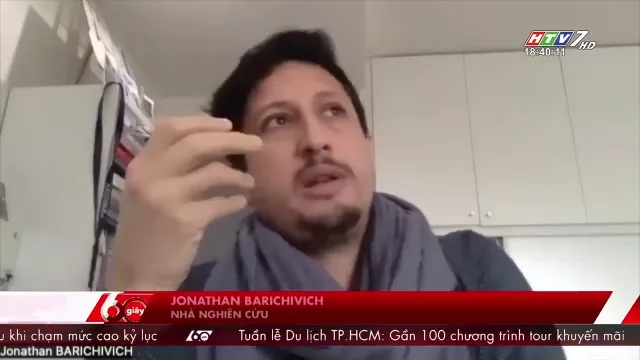 HTV7 HD
18:40:11
60 giây
JONATHAN BARICHIVICH
NHÀ NGHIÊN CỨU
u khi chạm mức cao kỷ lục 60 Tuần lễ Du lịch TP.HCM: Gần 100 chương trình tour khuyến mãi
Jonathan BARICHIVICH